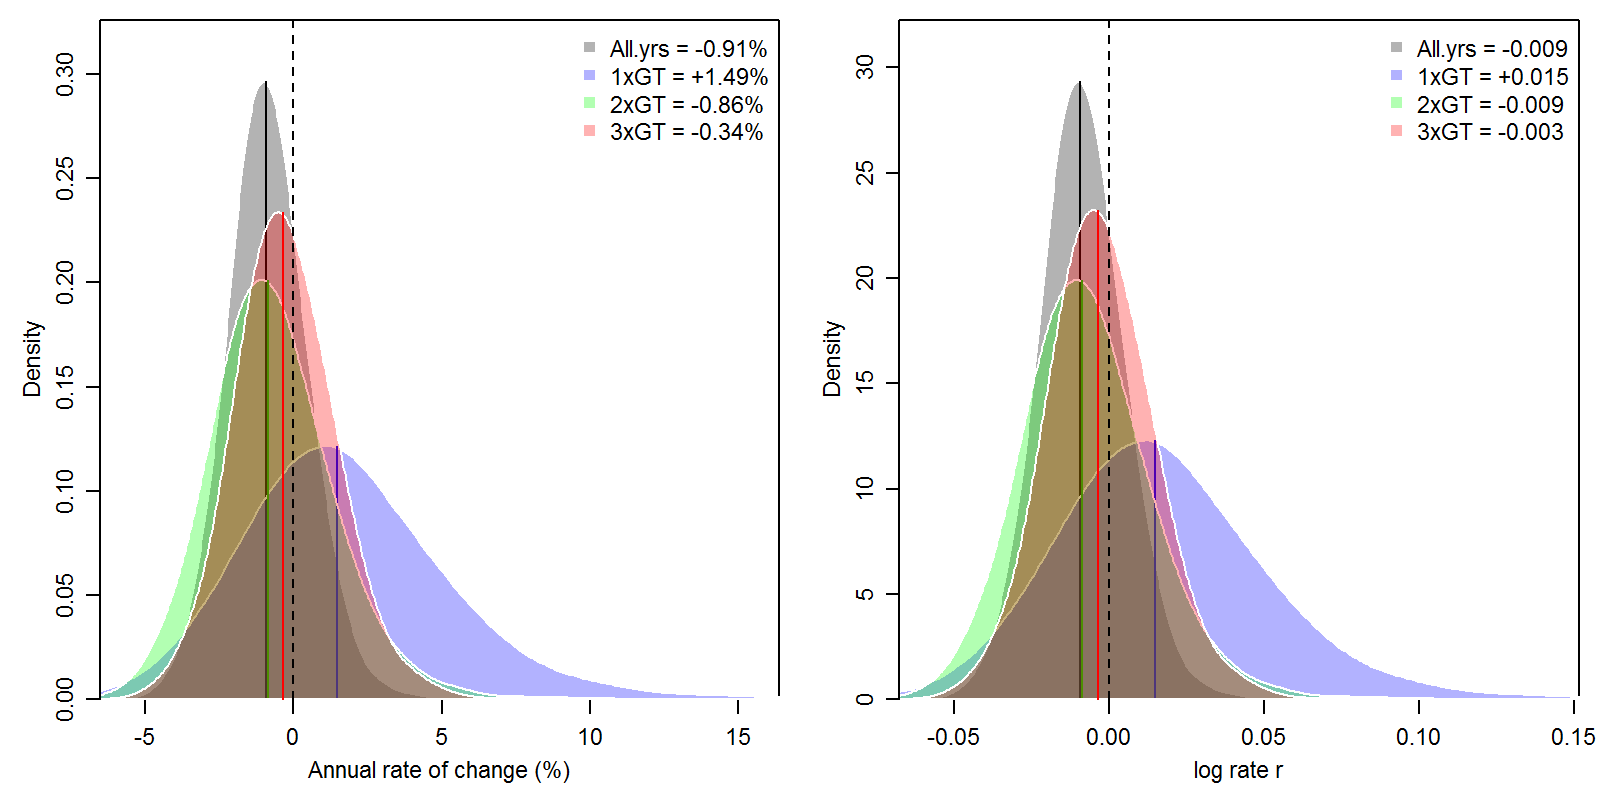 All.yrs = -0.91%
1xGT = +1.49%
2xGT = -0.86%
3xGT = -0.34%
0.30
0.25
0.20
0.15
0.10
0.05
0.00
Density
-5
0
5
10
15
Annual rate of change (%)
All.yrs = -0.009
1xGT = +0.015
2xGT = -0.009
3xGT = -0.003
30
25
20
15
10
5
0
Density
-0.05
0.00
0.05
0.10
0.15
log rate r